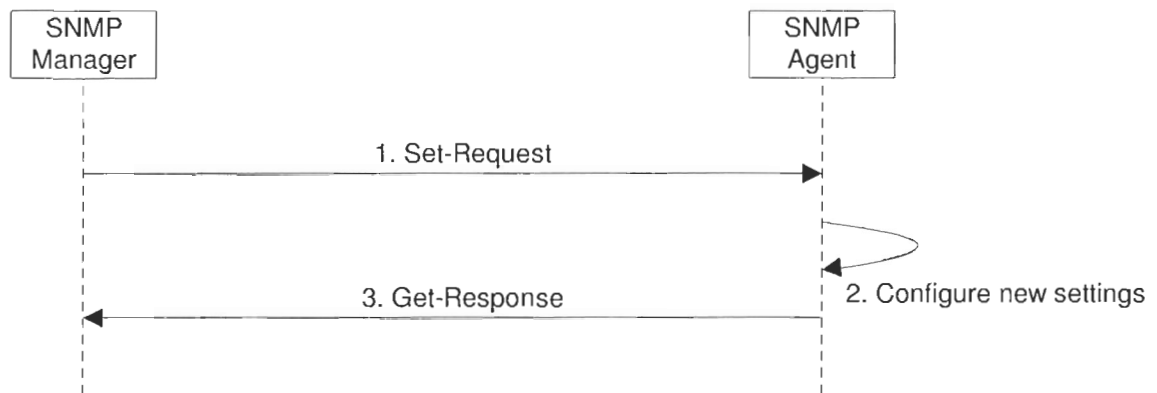 SNMP
Manager
SNMP
Agent
1. Set-Request
2. Configure new settings
3. Get-Response